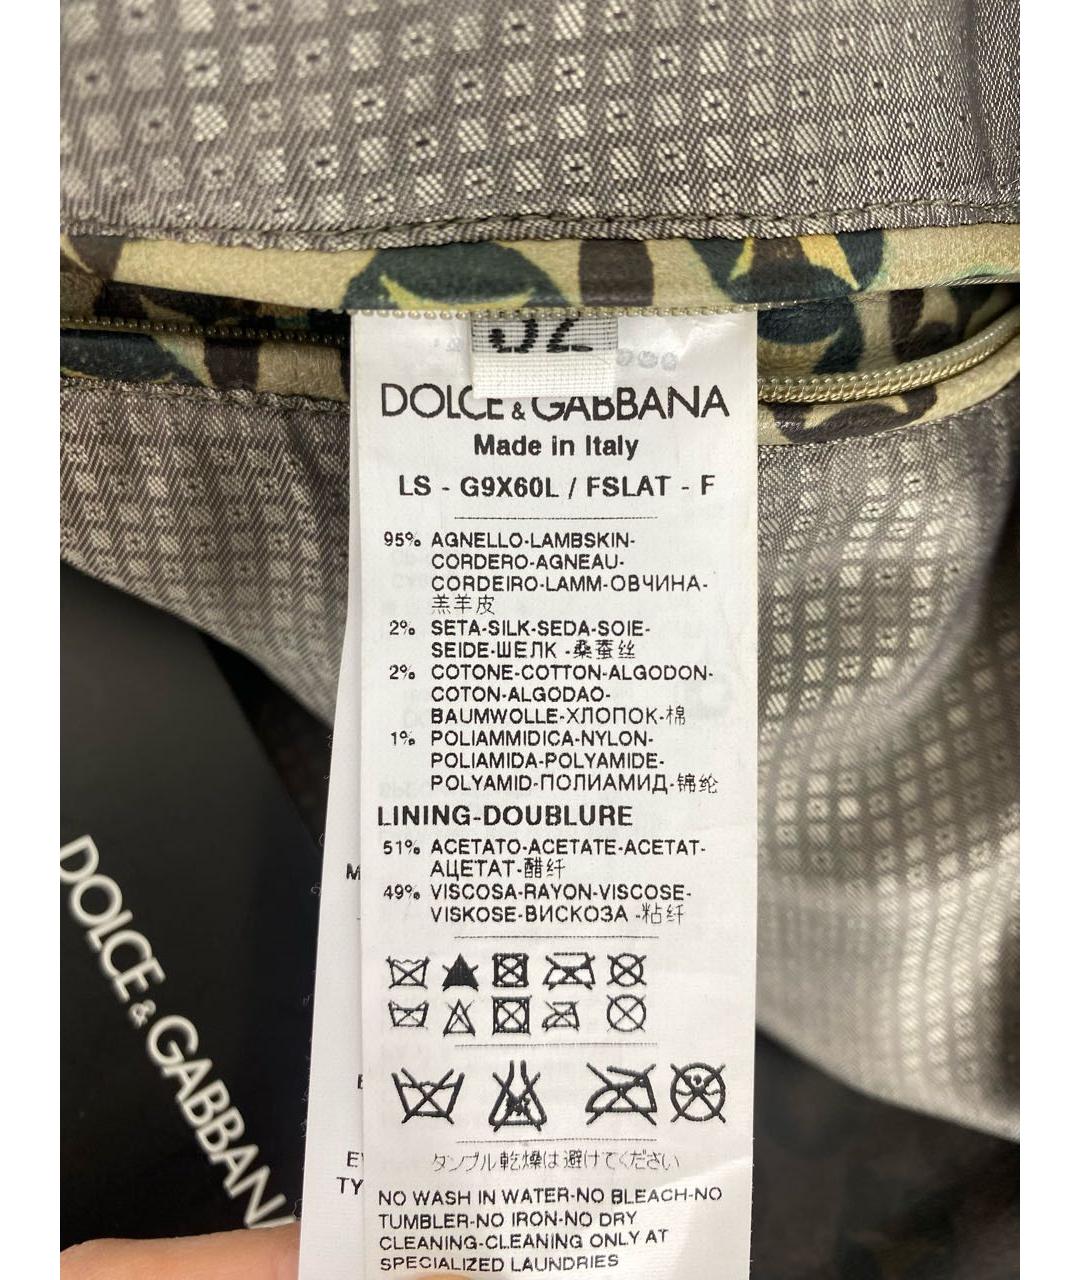 52
DOLCE & GABBANA
Made in Italy
LS - G9X60L / FSLAT - F
95% AGNELLO-LAMBSKIN-
CORDERO-AGNEAU-
CORDEIRO-LAMM-ОВЧИНА-
羔羊皮
2% SETA-SILK-SEDA-SOIE-
SEIDE-ШЕЛК -桑蚕丝
2% COTONE-COTTON-ALGODON-
COTON-ALGODAO-
BAUMWOLLE-ХЛОПОК-棉
1% POLIAMMIDICA-NYLON-
POLIAMIDA-POLYAMIDE-
POLYAMID-ПОЛИАМИД-锦纶
LINING-DOUBLURE
51% ACETATO-ACETATE-ACETAT-
АЦЕТАТ-醋纤
49% VISCOSA-RAYON-VISCOSE-
VISKOSE-ВИСКОЗА -粘纤
タンブル乾燥は避けてください
NO WASH IN WATER-NO BLEACH-NO
TUMBLER-NO IRON-NO DRY
CLEANING-CLEANING ONLY AT
SPECIALIZED LAUNDRIES
DOLCE & GABBAN